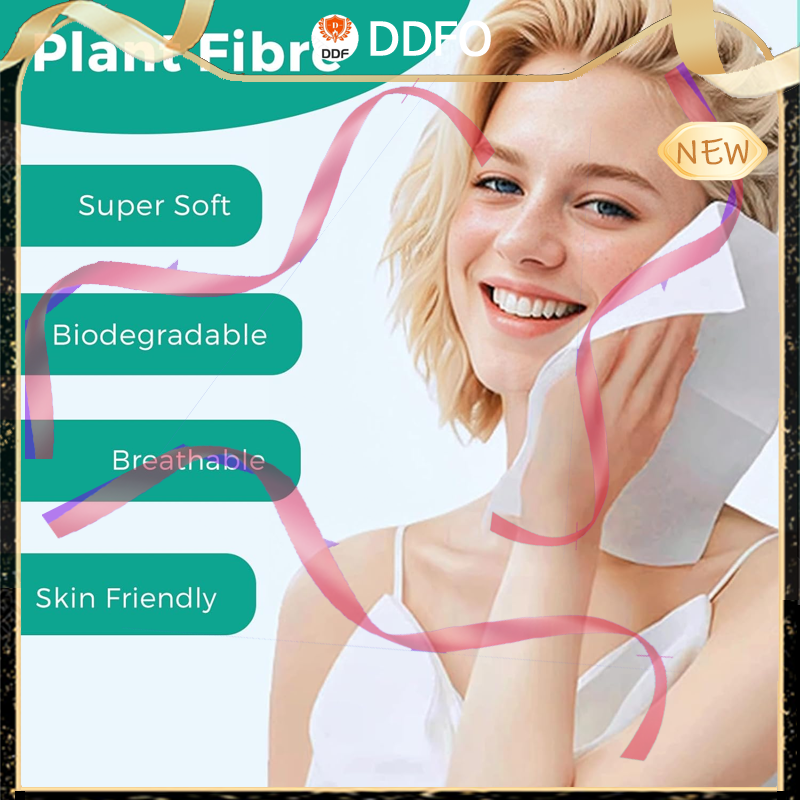 DDF DDFO
Plant Fibre
NEW
Super Soft
Biodegradable
Breathable
Skin Friendly